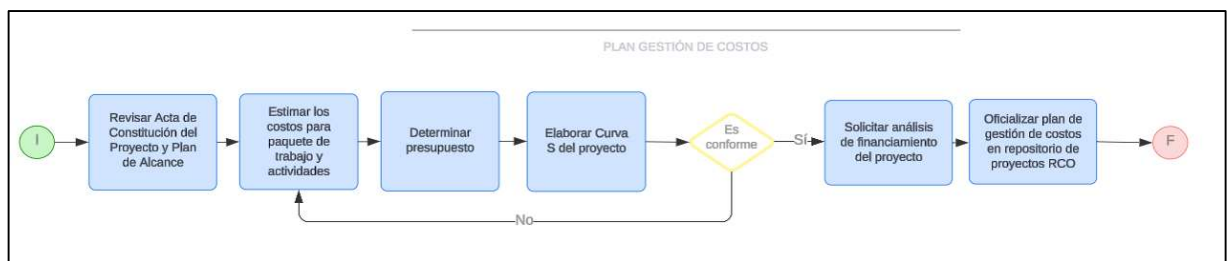 PLAN GESTIÓN DE COSTOS
I
Revisar Acta de
Constitución del
Proyecto y Plan
de Alcance
Estimar los
costos para
paquete de
trabajo y
actividades
Determinar
presupuesto
Elaborar Curva
S del proyecto
Es
conforme
Sí
No
Solicitar análisis
de financiamiento
del proyecto
Oficializar plan de
gestión de costos
en repositorio de
proyectos RCO
F